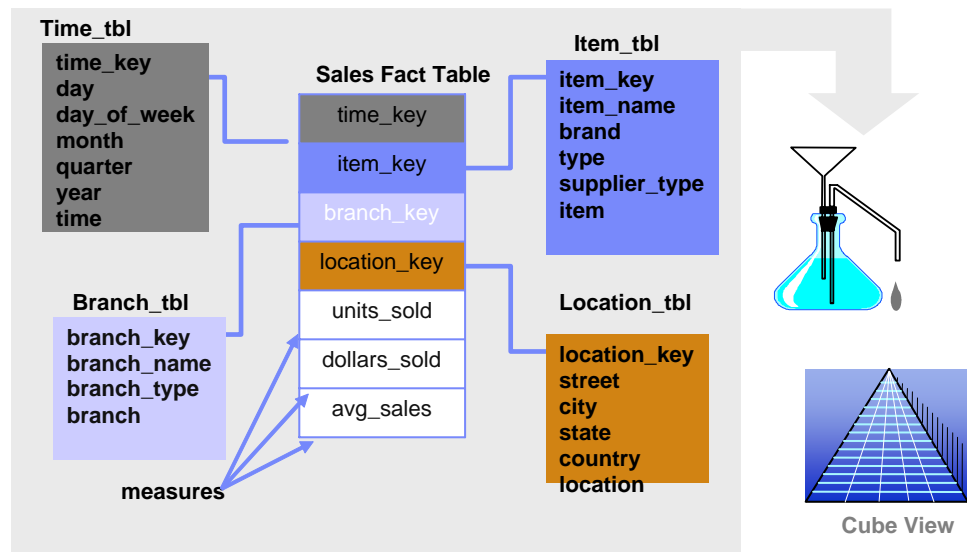 Time_tbl
time_key
day
day_of_week
month
quarter
year
time
Sales Fact Table
time_key
item_key
branch_key
location_key
units_sold
dollars_sold
avg_sales
Item_tbl
item_key
item_name
brand
type
supplier_type
item
Branch_tbl
branch_key
branch_name
branch_type
branch
measures
Location_tbl
location_key
street
city
state
country
location
Cube View